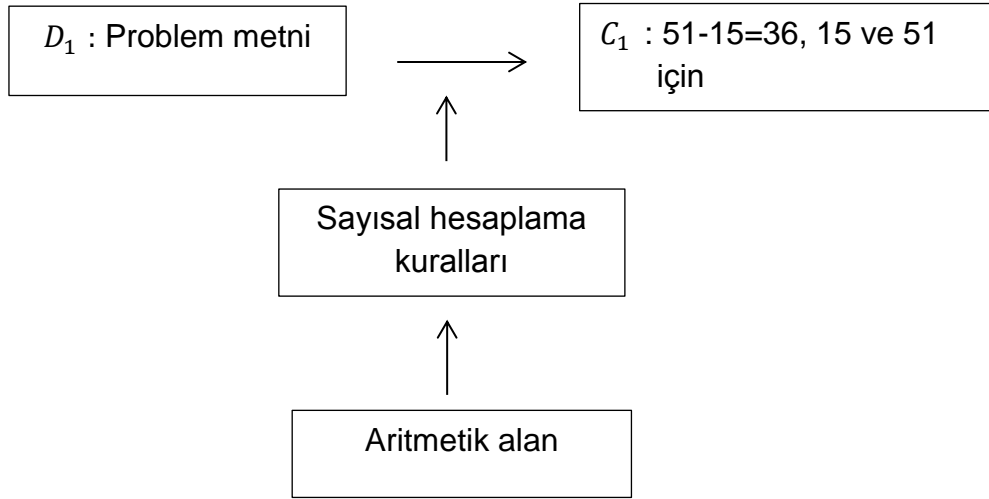 D₁ : Problem metni
C₁ : 51-15=36, 15 ve 51
için
Sayısal hesaplama
kuralları
Aritmetik alan